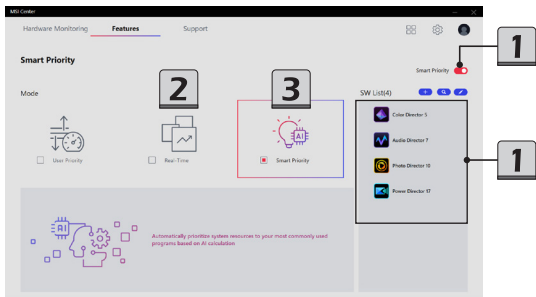 MSI Center
Hardware Monitoring Features Support
Smart Priority
Smart Priority
1
Mode
2
3
SW List(4)
User Priority
Real-Time
Smart Priority
Color Director 5
Audio Director 7
Photo Director 10
Power Director 17
1
Automatically prioritize system resources to your most commonly used
programs based on AI calculation
AI
AI